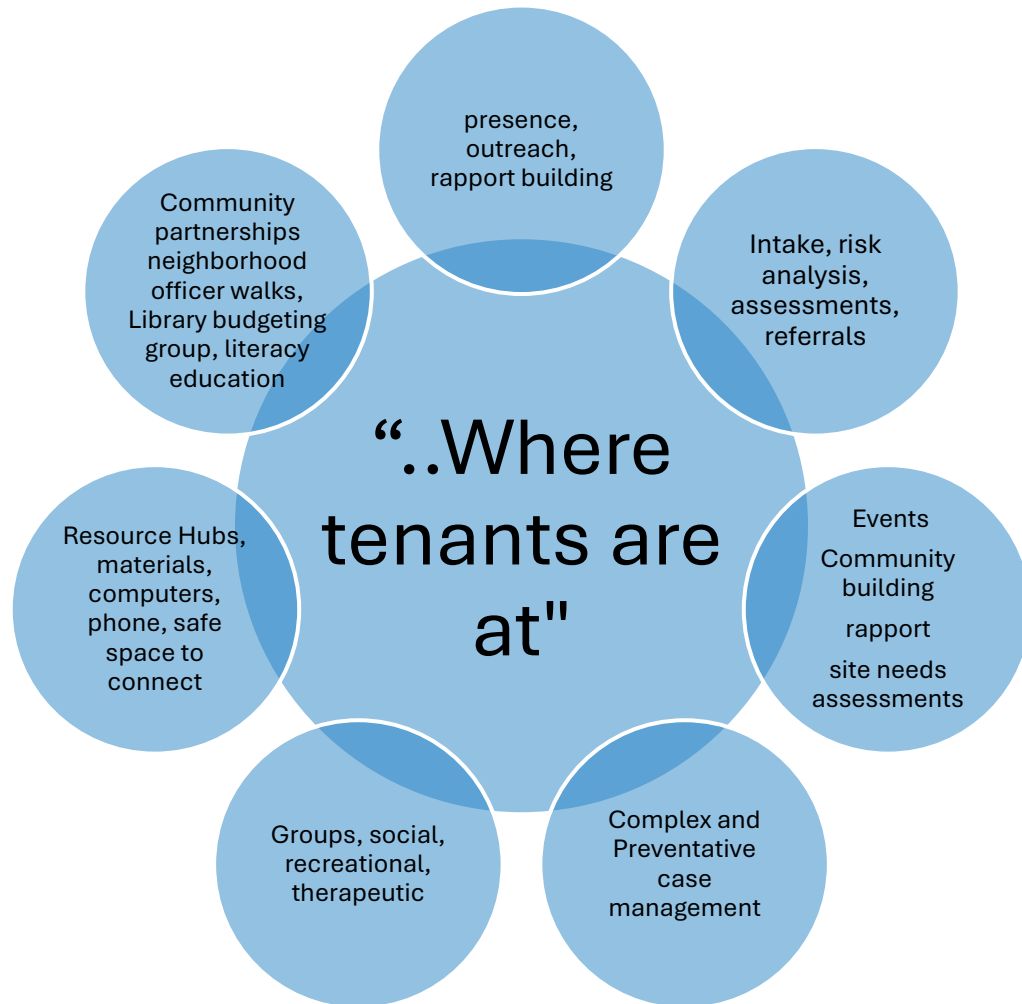 presence,
outreach,
rapport building
Intake, risk
analysis,
assessments,
referrals
Events
Community
building
rapport
site needs
assessments
Complex and
Preventative
case
management
Groups, social,
recreational,
therapeutic
Resource Hubs,
materials,
computers,
phone, safe
space to
connect
Community
partnerships
neighborhood
officer walks,
Library budgeting
group, literacy
education
“..Where
tenants are
at"